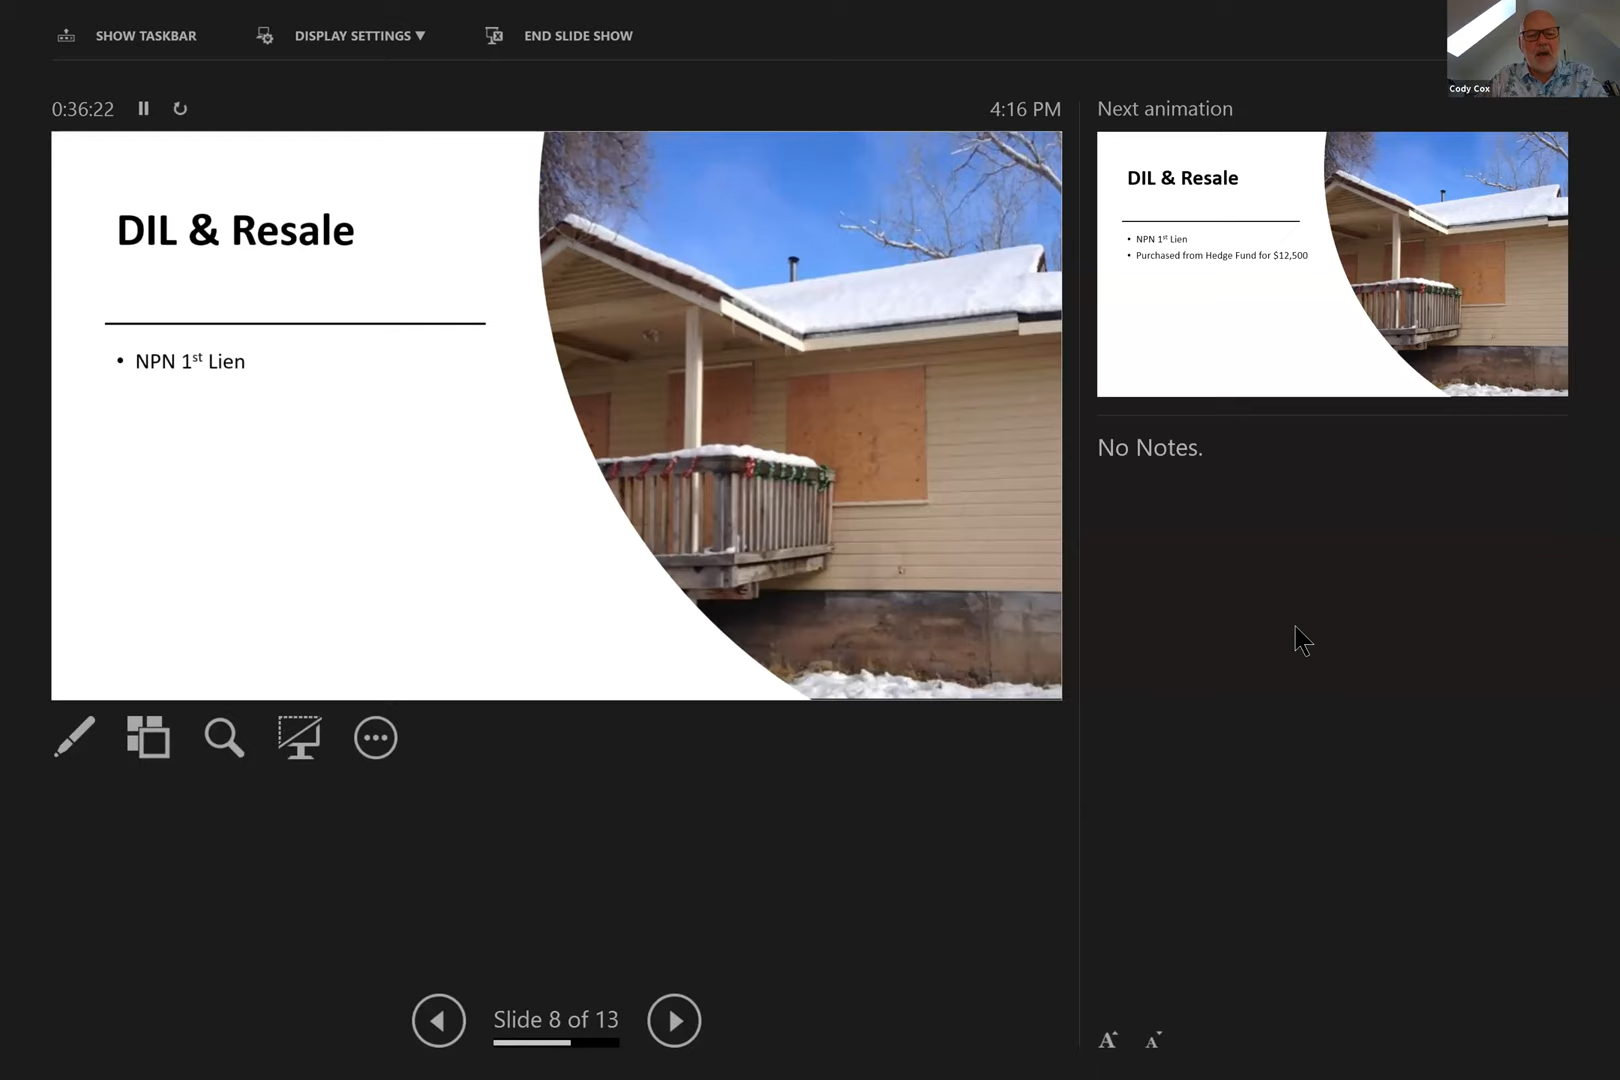 SHOW TASKBAR
DISPLAY SETTINGS ▼
END SLIDE SHOW
Cody Cox
0:36:22
4:16 PM
Next animation
DIL & Resale
• NPN 1st Lien
DIL & Resale
• NPN 1st Lien
• Purchased from Hedge Fund for $12,500
No Notes.
Slide 8 of 13
A A